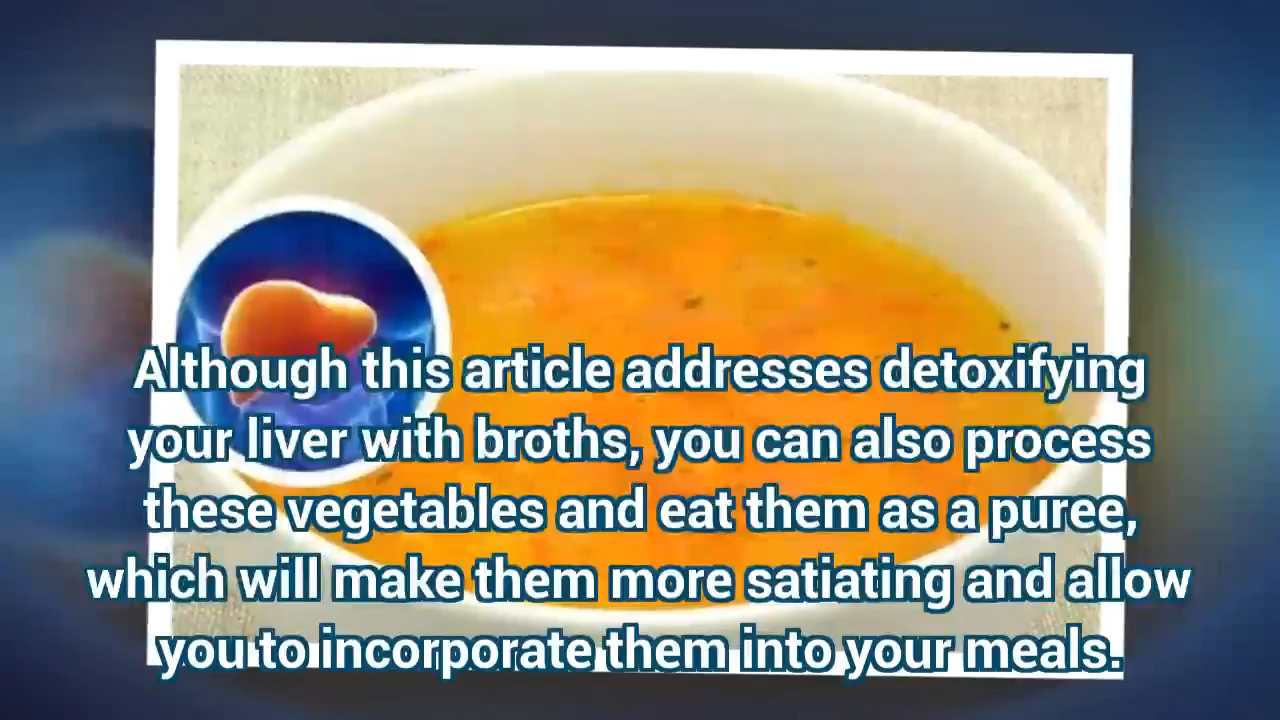 Although this article addresses detoxifying
your liver with broths, you can also process
these vegetables and eat them as a puree,
which will make them more satiating and allow
you to incorporate them into your meals.